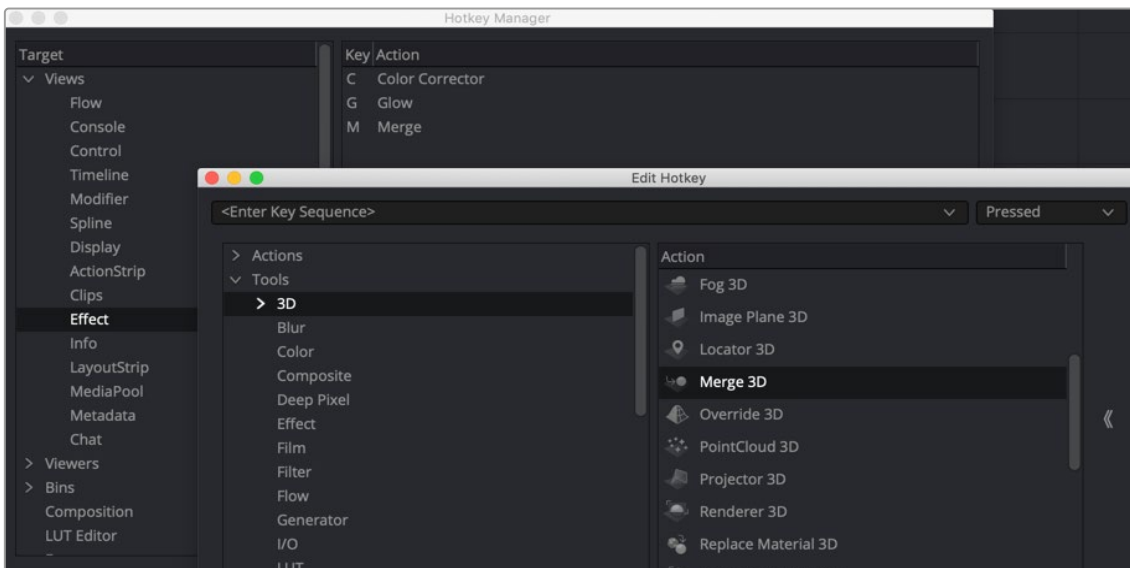 Hotkey Manager
Target
Key Action
Views
C Color Corrector
Flow
G Glow
Console
M Merge
Control
Timeline
Modifier
Spline
Display
ActionStrip
Clips
Effect
Info
LayoutStrip
MediaPool
Metadata
Chat
Viewers
Bins
Composition
LUT Editor
Edit Hotkey
<Enter Key Sequence>
Pressed
Actions
Tools
3D
Blur
Color
Composite
Deep Pixel
Effect
Film
Filter
Flow
Generator
I/O
LUT
Action
Fog 3D
Image Plane 3D
Locator 3D
Merge 3D
Override 3D
PointCloud 3D
Projector 3D
Renderer 3D
Replace Material 3D